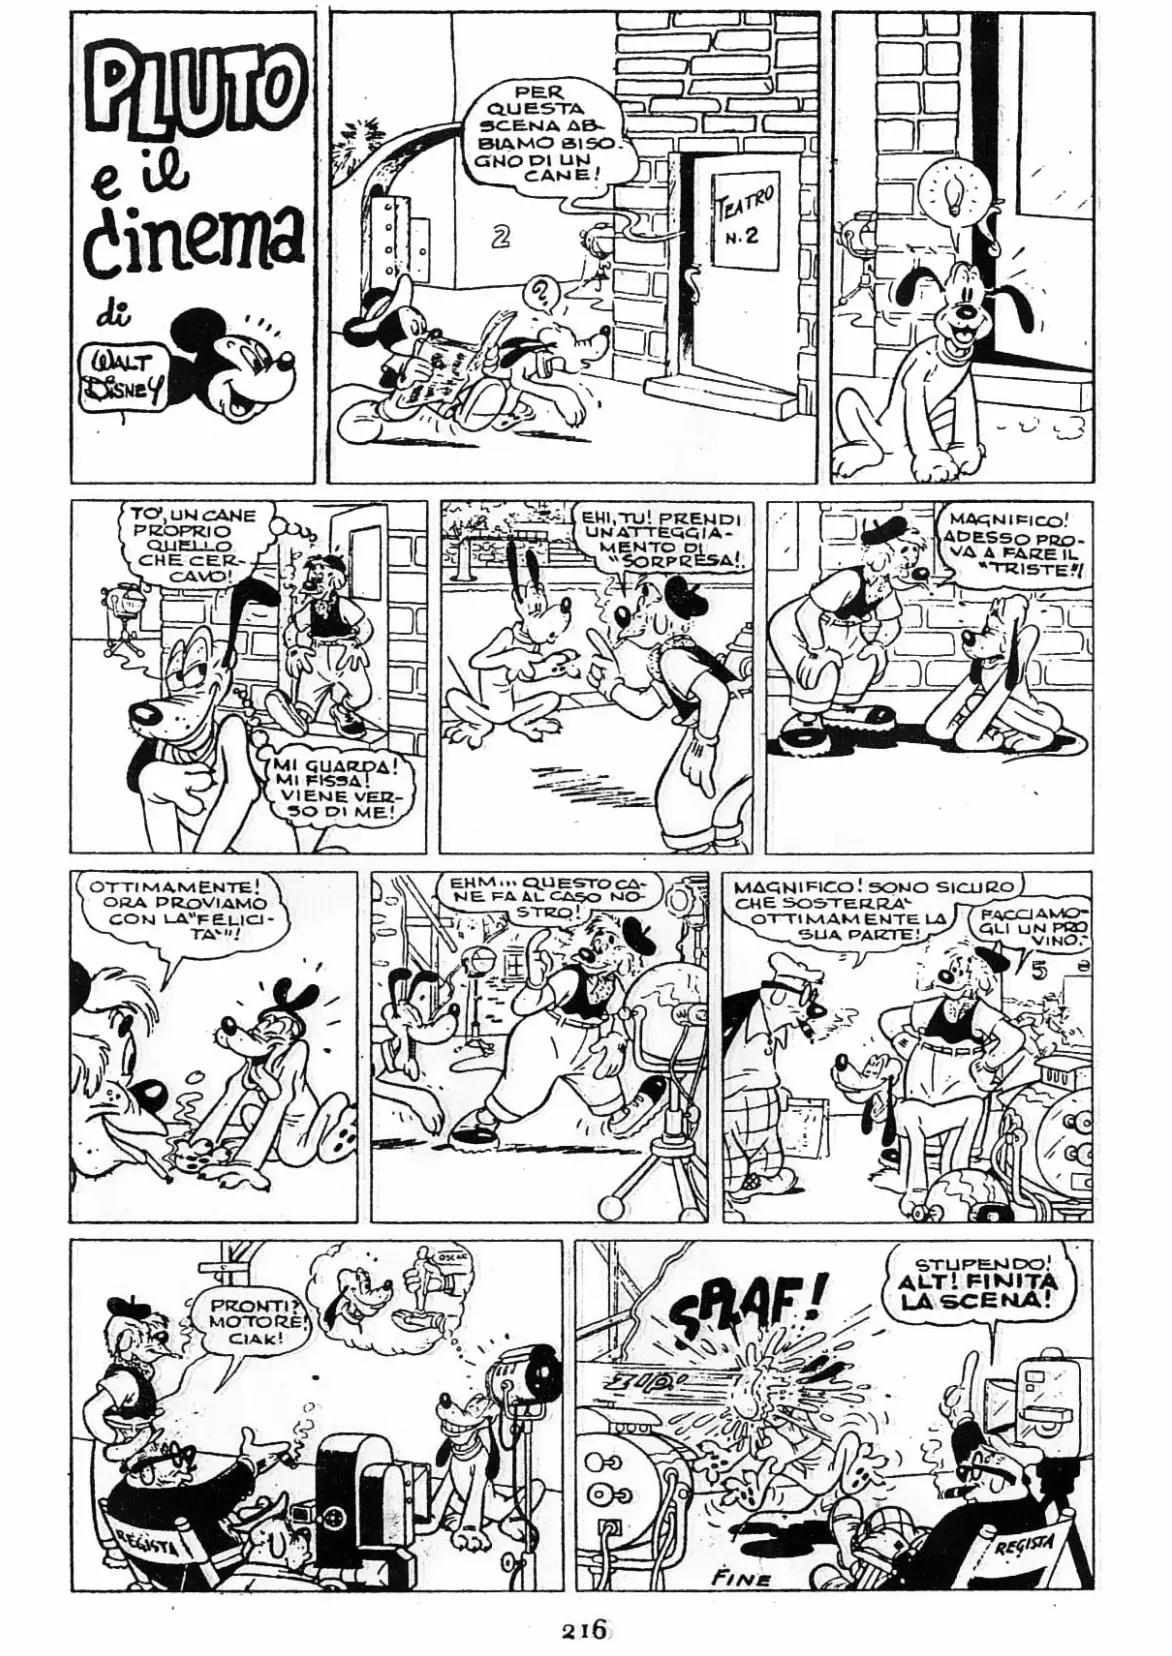 PLUTO
e il
cinema
di
WALT
DISNEY
PER
QUESTA
SCENA AB-
BIAMO BISO-
GNO DI UN
CANE!
2
?
TEATRO
N.2
TO', UN CANE
PROPRIO
QUELLO
CHE CER-
CAVO!
MI GUARDA!
MI FISSA!
VIENE VER-
SO DI ME!
EHI, TU! PRENDI
UN ATTEGGIA-
MENTO DI
"SORPRESA!.
MAGNIFICO!
ADESSO PRO-
VA A FARE IL
"TRISTE"!
OTTIMAMENTE!
ORA PROVIAMO
CON LA "FELICI-
TA'"!
EHM... QUESTO CA-
NE FA AL CASO NO-
STRO!
MAGNIFICO! SONO SICURO
CHE SOSTERRA'
OTTIMAMENTE LA
SUA PARTE!
FACCIAMO-
GLI UN PRO
VINO.
5
PRONTI?
MOTORE!
CIAK!
OSCAR
REGISTA
SPLAF!
ZOP.
STUPENDO!
ALT! FINITA
LA SCENA!
REGISTA
FINE
216